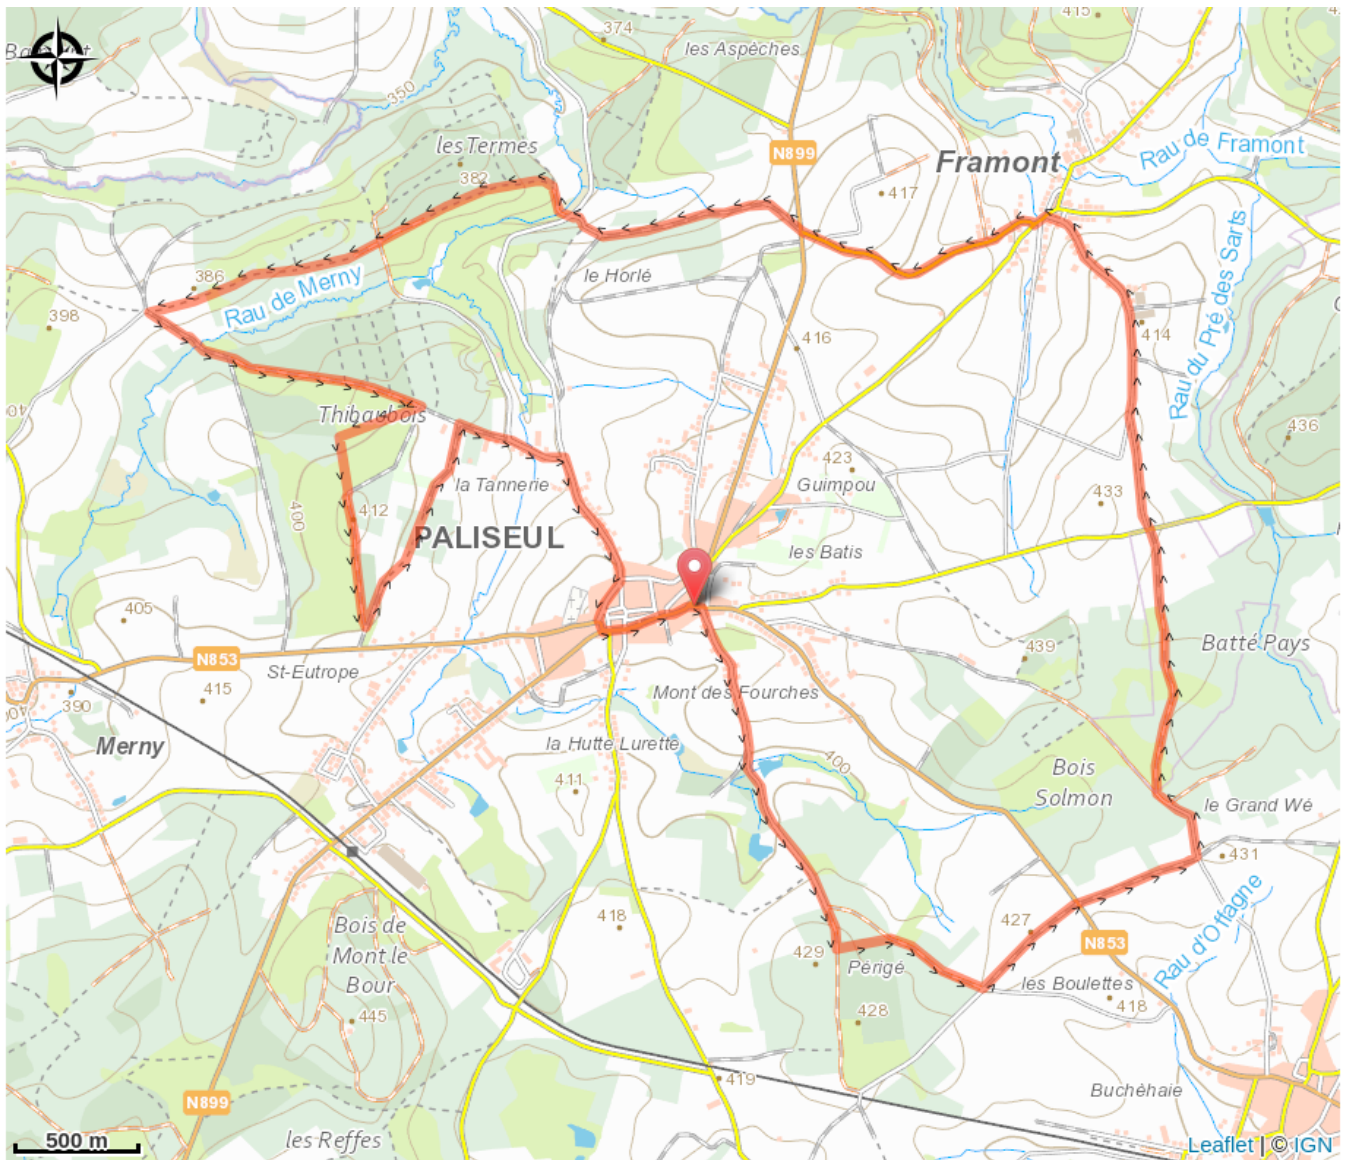 374
415
les Aspêches
350
les Termes
N899
Framont
Rau de Framont
382
417
386
le Horlé
Rau de Merny
Rau du Pré des Sarts
398
416
414
Thibaubois
436
423
la Tannerie
Guimpou
433
400
412
PALISEUL
les Batis
405
N853
439
Batté Pays
St-Eutrope
415
390
Mont des Fourches
Merny
la Hutte Lurette
400
411
Bois
Solmon
le Grand Wé
431
Bois de
Mont le
Bour
418
427
Rau d'Offagne
N853
429
Périgé
les Boulettes
418
445
428
419
Buchêhaie
N899
les Reffes
500 m
Leaflet | © IGN